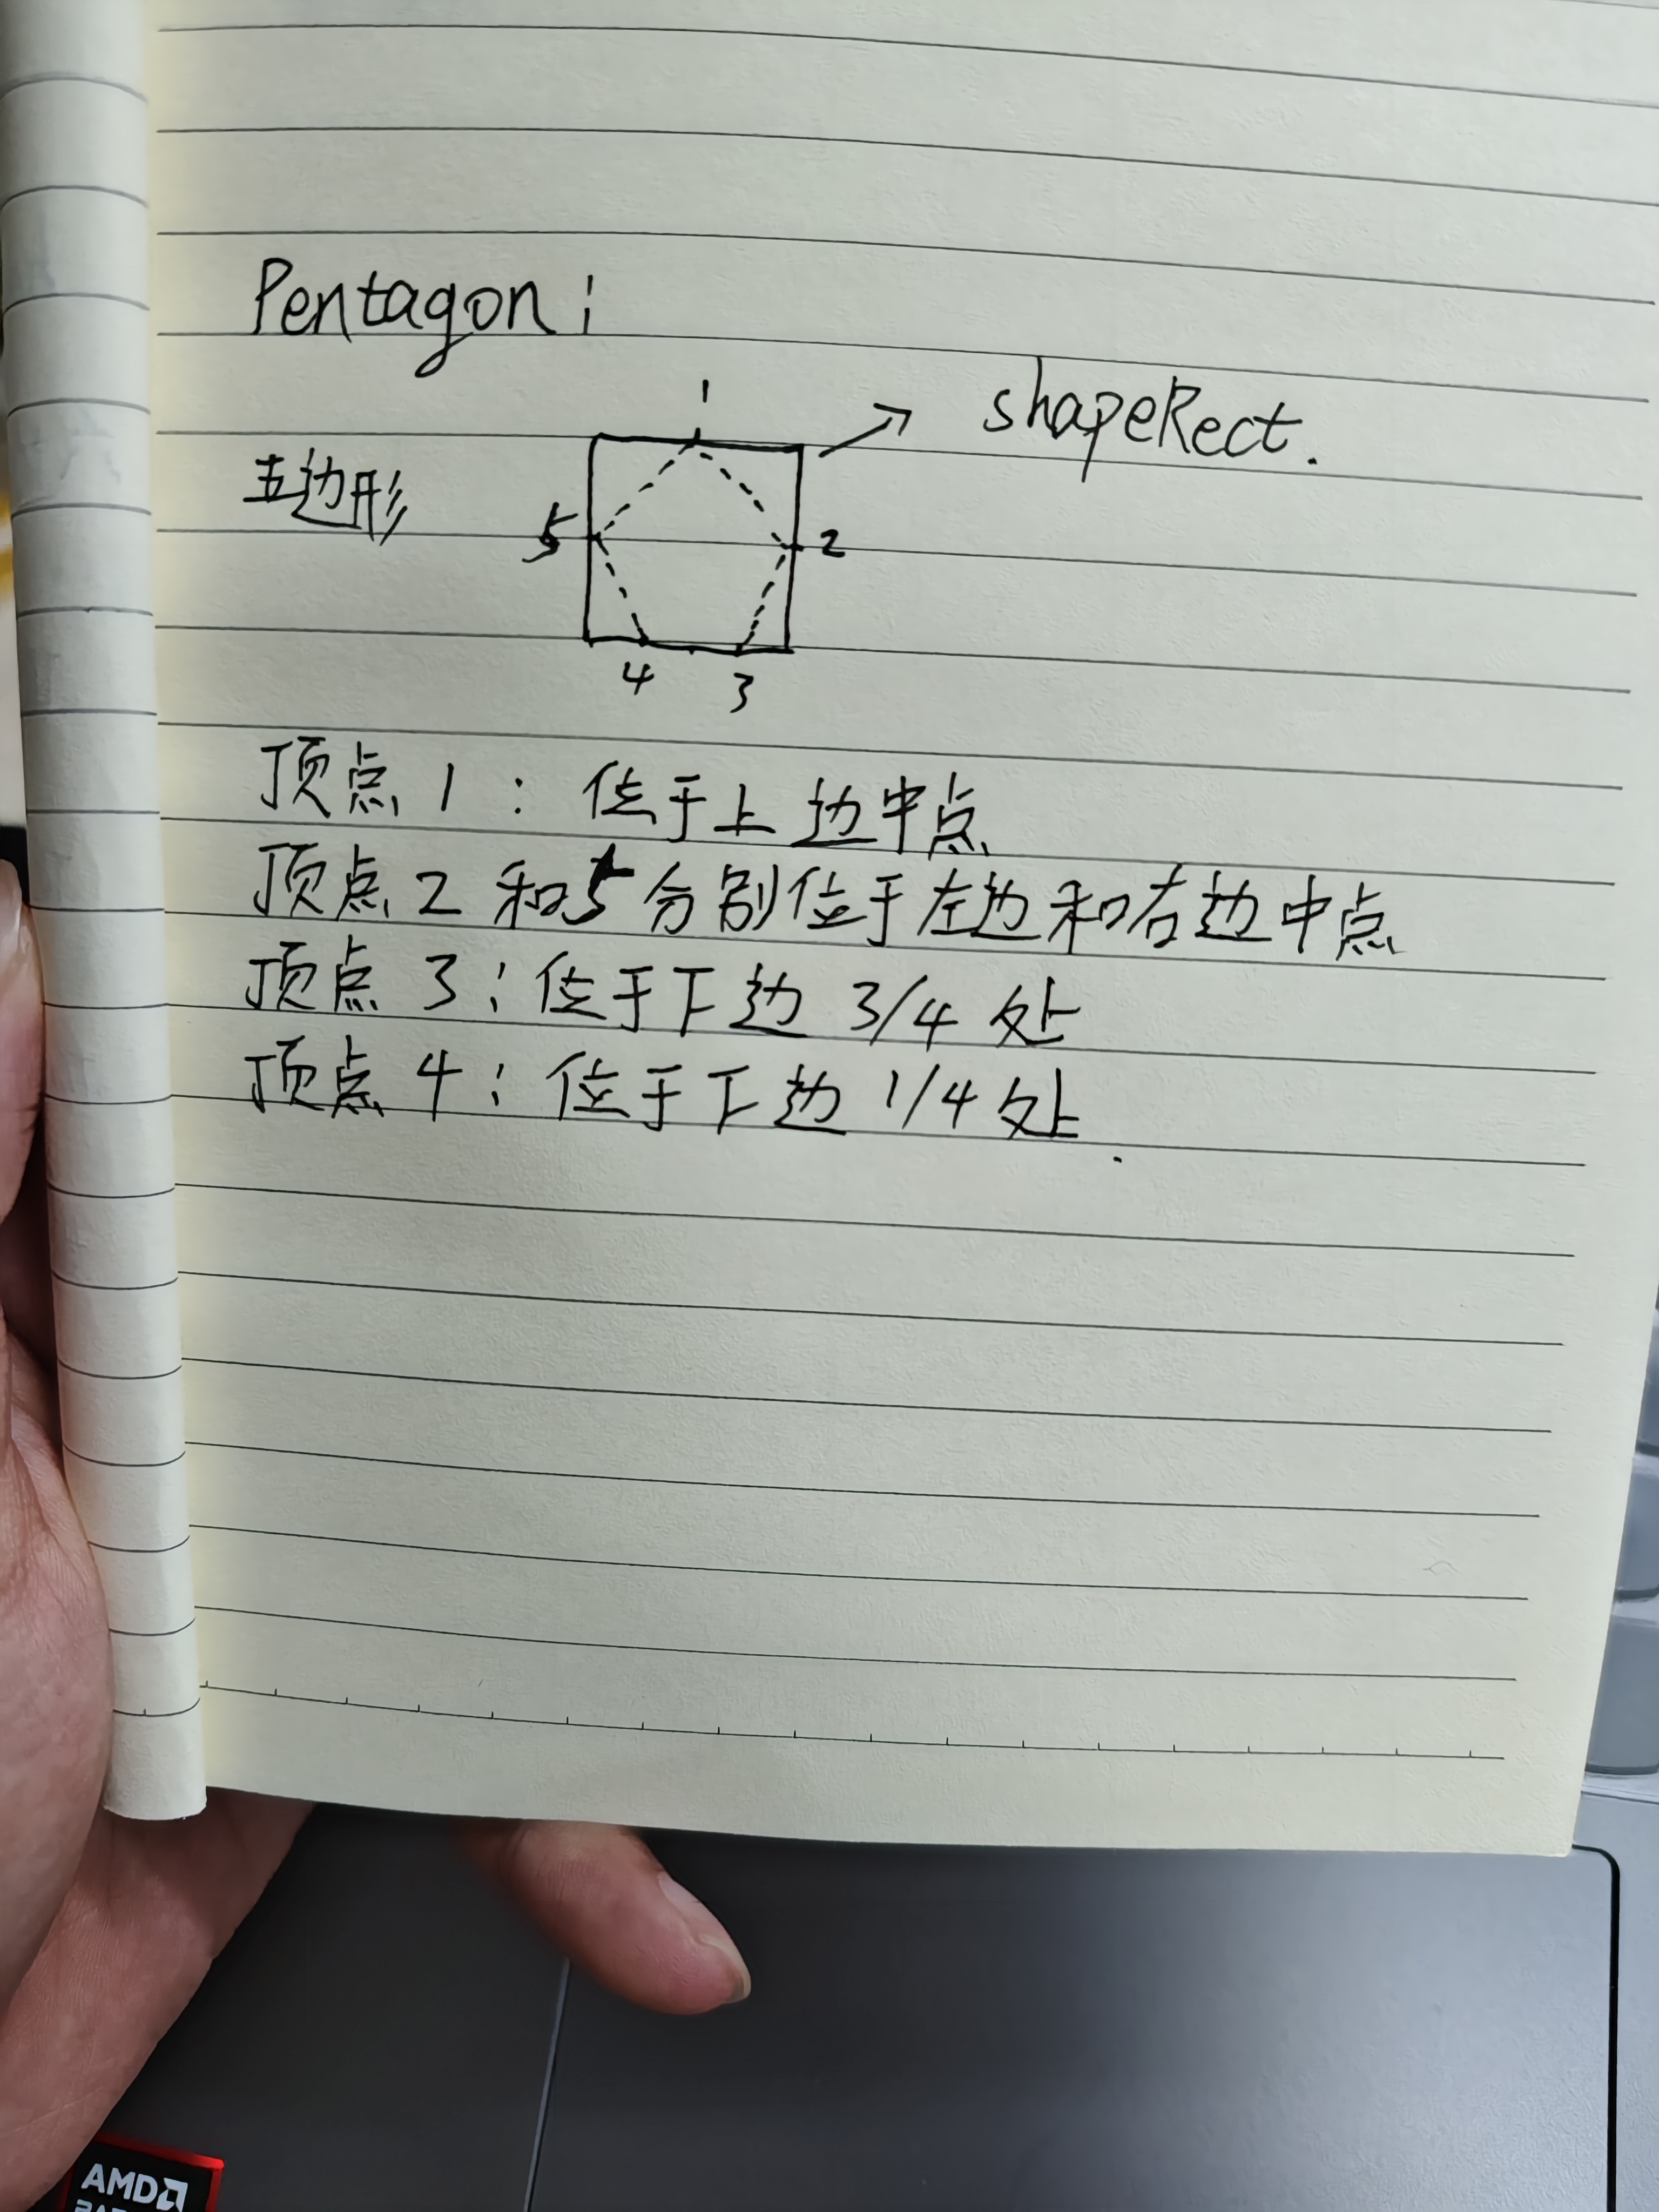 Pentagon:
1
shapeRect.
五边形
5
2
4
3
顶点 1 : 位于上边中点
顶点 2 和 5 分别位于左边和右边中点
顶点 3 : 位于下边 3/4 处
顶点 4 : 位于下边 1/4 处.
AMD